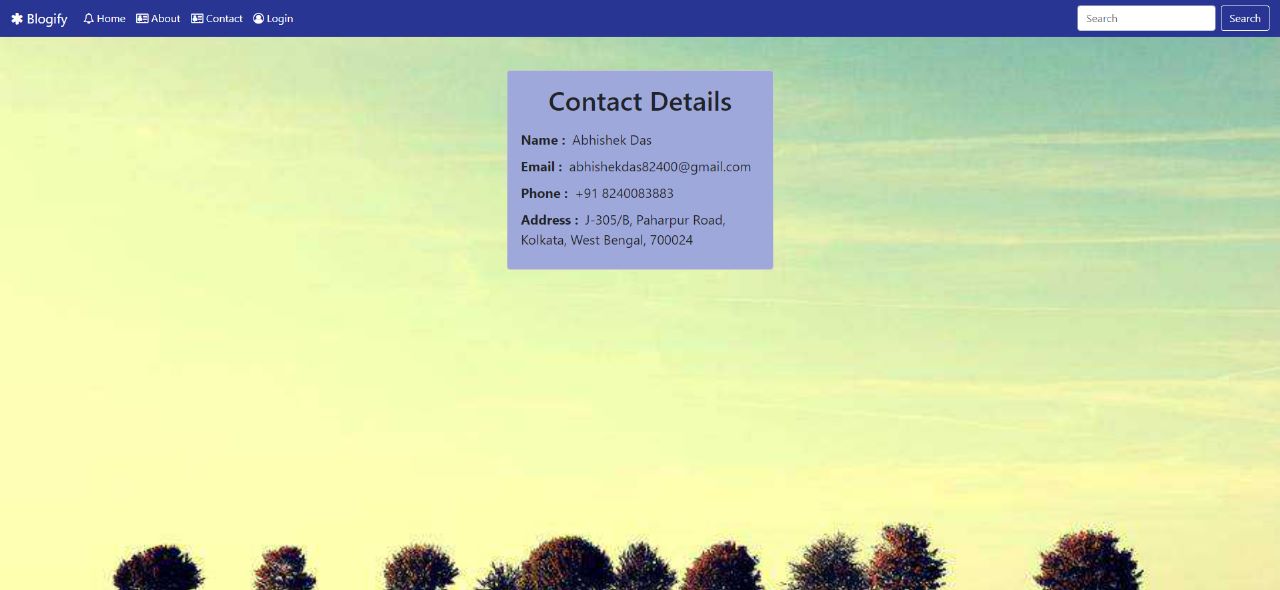 Blogify Home About Contact Login Search Search
Contact Details
Name : Abhishek Das
Email : abhishekdas82400@gmail.com
Phone : +91 8240083883
Address : J-305/B, Paharpur Road,
Kolkata, West Bengal, 700024